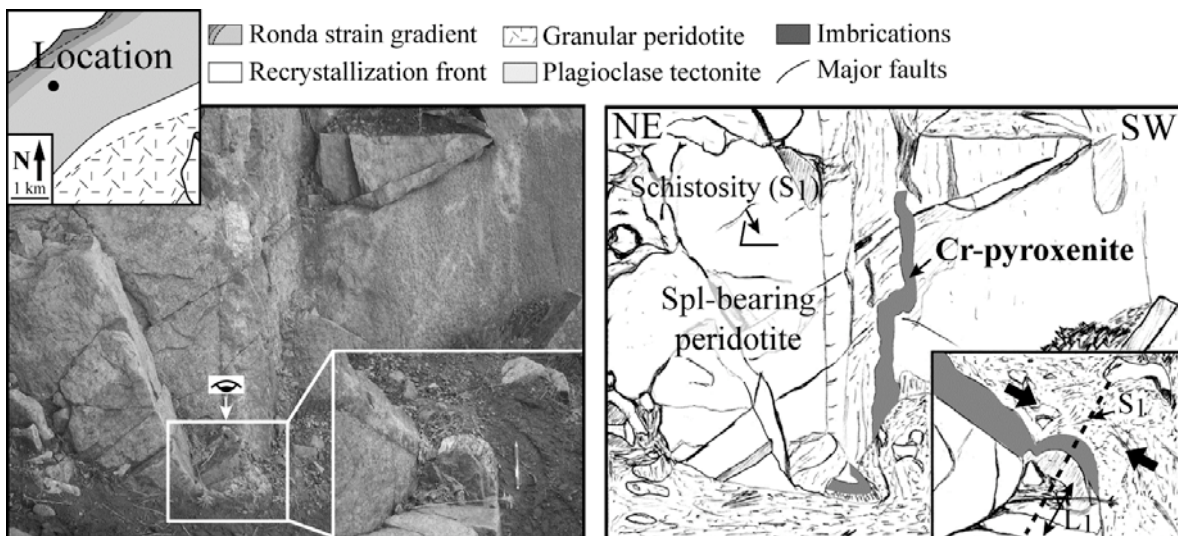 Location
N
1 km
Ronda strain gradient
Granular peridotite
Imbrications
Recrystallization front
Plagioclase tectonite
Major faults
NE
SW
Schistosity (S1)
Cr-pyroxenite
Spl-bearing
peridotite
S1
L1